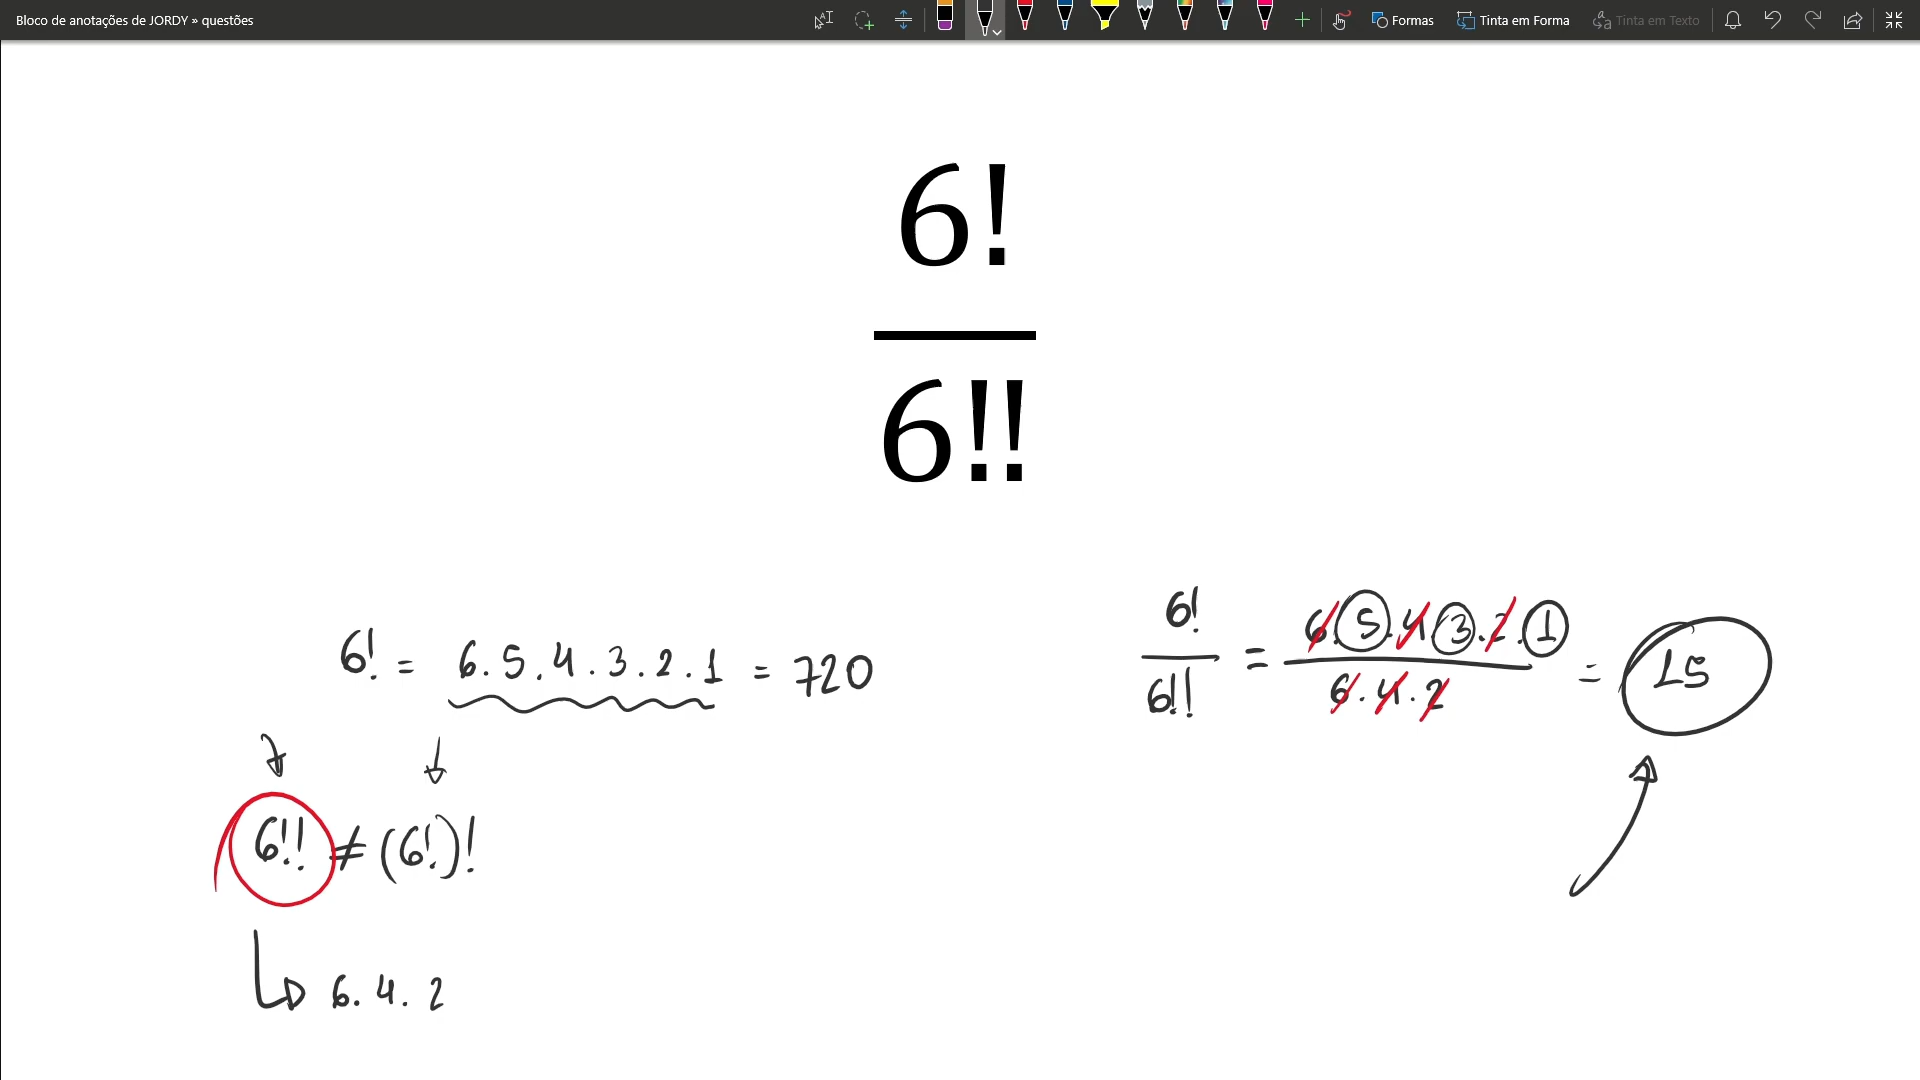 Bloco de anotações de JORDY » questões
Formas
Tinta em Forma
Tinta em Texto
6!
6!!
6! = 6.5.4.3.2.1 = 720
6!! ≠ (6!)!
6.4.2
6!
6!!
=
6.5.4.3.2.1
6.4.2
= 15